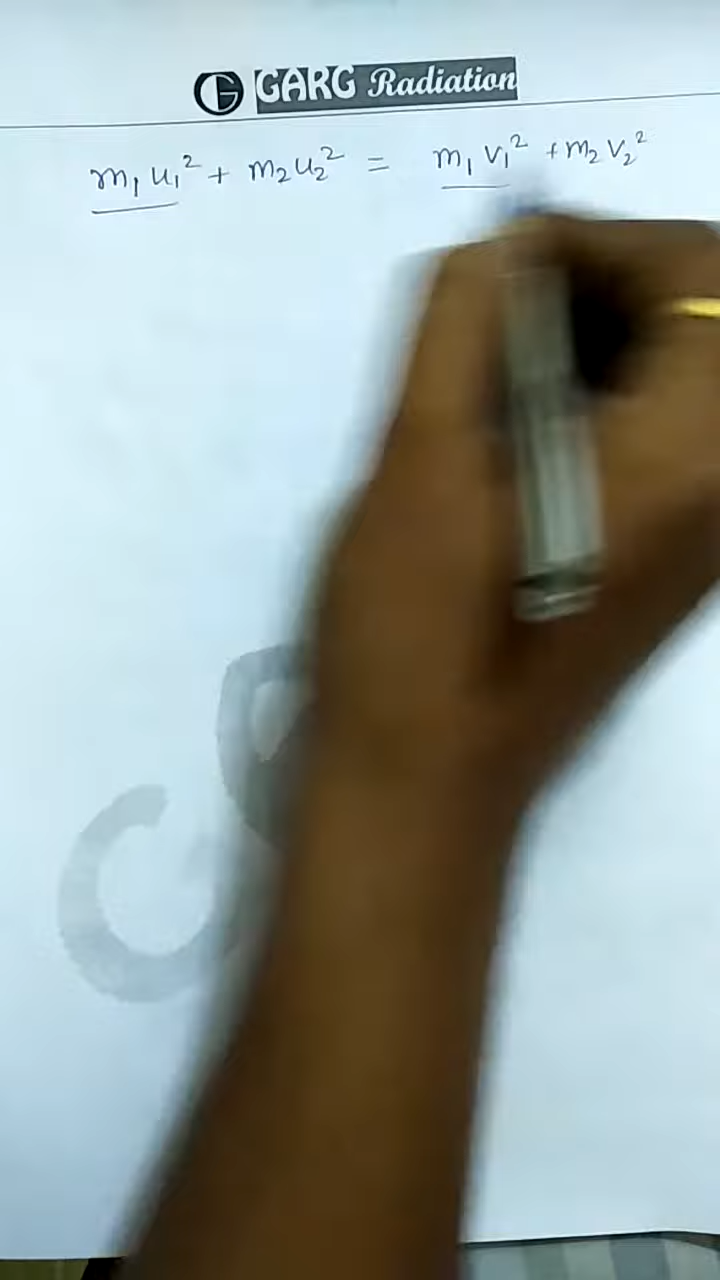 GARG Radiation
m₁u₁² + m₂u₂² = m₁v₁² + m₂v₂²